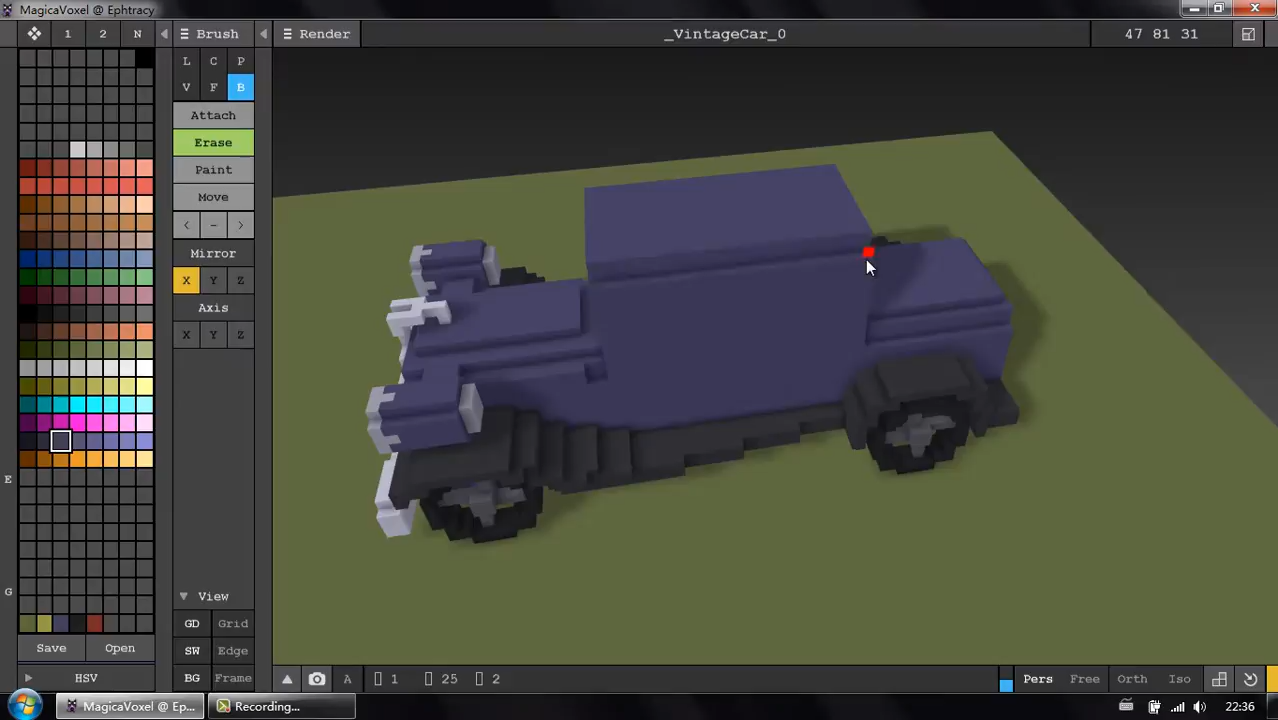 MagicaVoxel @ Ephtracy
1 2 N
Brush
Render
_VintageCar_0
47 81 31
L C P
V F B
Attach
Erase
Paint
Move
< - >
Mirror
X Y Z
Axis
X Y Z
E
G
View
GD Grid
SW Edge
BG Frame
Save Open
HSV
A
1 25 2
Pers Free Orth Iso
MagicaVoxel @ Ep...
Recording...
22:36